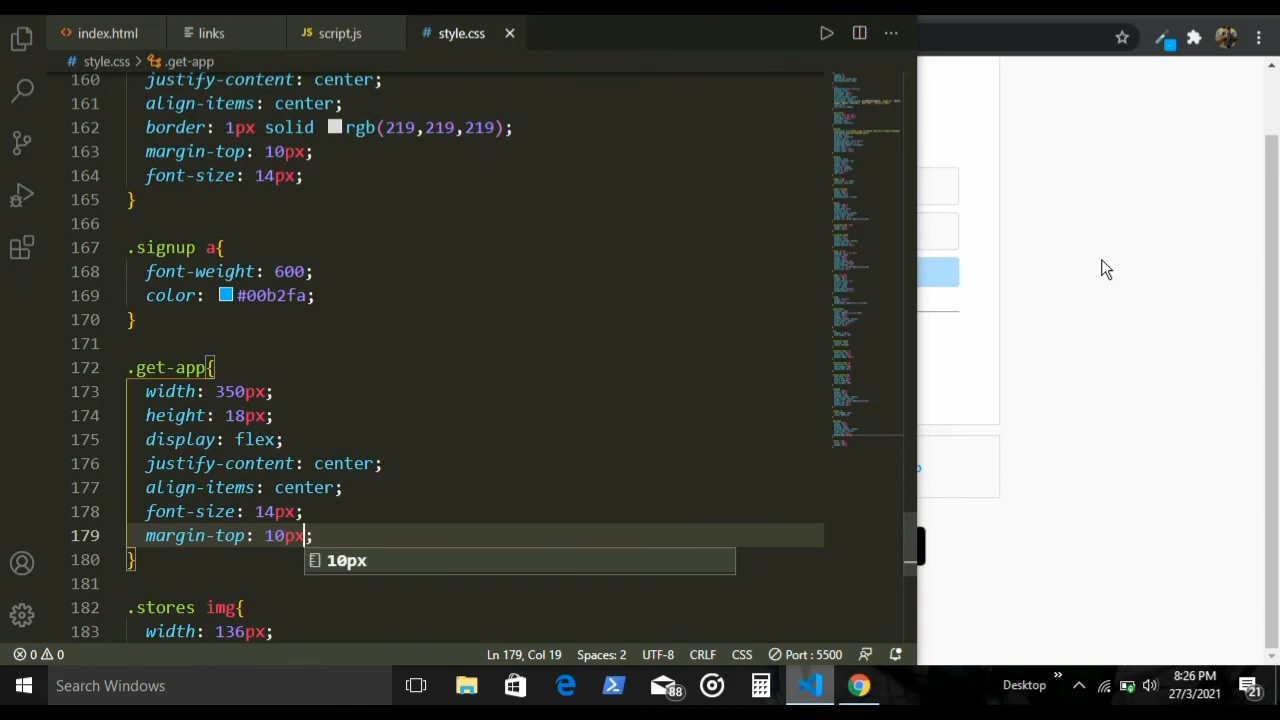 index.html links script.js style.css
style.css .get-app
160 justify-content: center;
161 align-items: center;
162 border: 1px solid rgb(219,219,219);
163 margin-top: 10px;
164 font-size: 14px;
165 }
166
167 .signup a{
168 font-weight: 600;
169 color: #00b2fa;
170 }
171
172 .get-app{
173 width: 350px;
174 height: 18px;
175 display: flex;
176 justify-content: center;
177 align-items: center;
178 font-size: 14px;
179 margin-top: 10px;
10px
180 }
181
182 .stores img{
183 width: 136px;
0 0 Ln 179, Col 19 Spaces: 2 UTF-8 CRLF CSS Port : 5500
Search Windows 88 Desktop 8:26 PM
27/3/2021 21